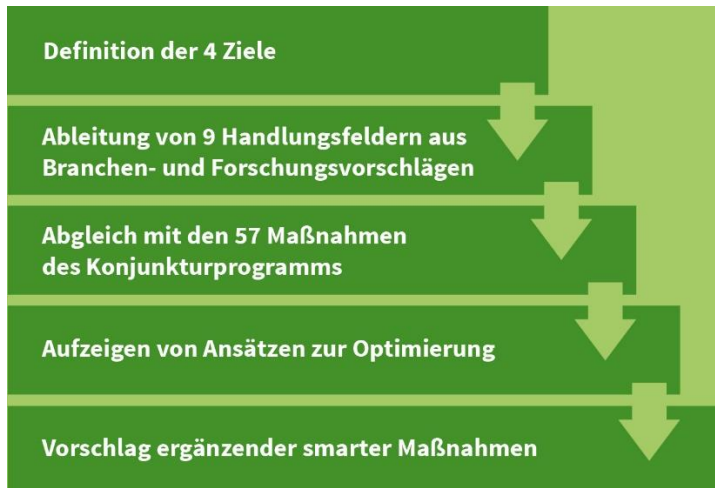 Definition der 4 Ziele
Ableitung von 9 Handlungsfeldern aus
Branchen- und Forschungsvorschlägen
Abgleich mit den 57 Maßnahmen
des Konjunkturprogramms
Aufzeigen von Ansätzen zur Optimierung
Vorschlag ergänzender smarter Maßnahmen